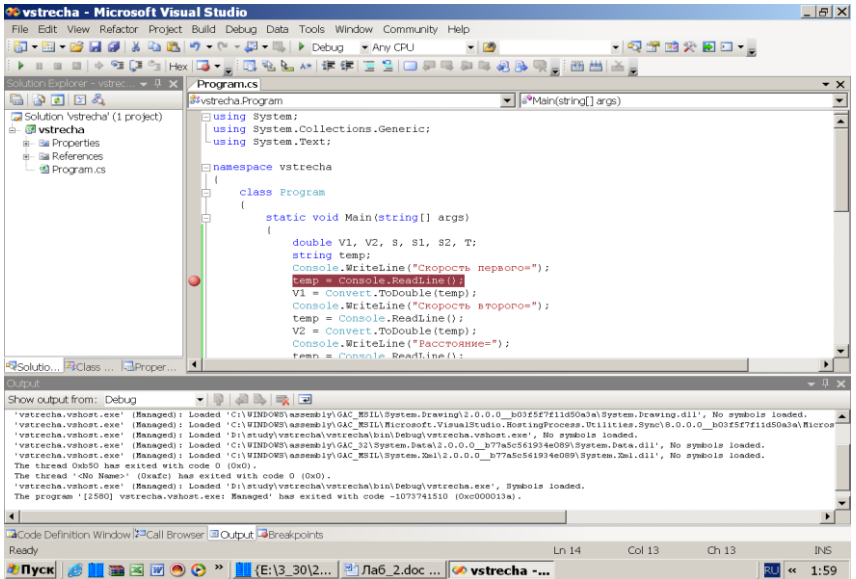 vstrecha - Microsoft Visual Studio
File Edit View Refactor Project Build Debug Data Tools Window Community Help
Debug Any CPU
Hex
Solution Explorer - vstrec...
Program.cs
vstrecha.Program
Main(string[] args)
Solution 'vstrecha' (1 project)
vstrecha
Properties
References
Program.cs
using System;
using System.Collections.Generic;
using System.Text;
namespace vstrecha
{
class Program
{
static void Main(string[] args)
{
double V1, V2, S, S1, S2, T;
string temp;
Console.WriteLine("Скорость первого=");
temp = Console.ReadLine();
V1 = Convert.ToDouble(temp);
Console.WriteLine("Скорость второго=");
temp = Console.ReadLine();
V2 = Convert.ToDouble(temp);
Console.WriteLine("Расстояние=");
temp = Console.ReadLine();
Solutio... Class ... Proper...
Output
Show output from: Debug
'vstrecha.vshost.exe' (Managed): Loaded 'C:\WINDOWS\assembly\GAC_MSIL\System.Drawing\2.0.0.0__b03f5f7f11d50a3a\System.Drawing.dll', No symbols loaded.
'vstrecha.vshost.exe' (Managed): Loaded 'C:\WINDOWS\assembly\GAC_MSIL\Microsoft.VisualStudio.HostingProcess.Utilities.Sync\8.0.0.0__b03f5f7f11d50a3a\Micros
'vstrecha.vshost.exe' (Managed): Loaded 'D:\study\vstrecha\vstrecha\bin\Debug\vstrecha.vshost.exe', No symbols loaded.
'vstrecha.vshost.exe' (Managed): Loaded 'C:\WINDOWS\assembly\GAC_32\System.Data\2.0.0.0__b77a5c561934e089\System.Data.dll', No symbols loaded.
'vstrecha.vshost.exe' (Managed): Loaded 'C:\WINDOWS\assembly\GAC_MSIL\System.Xml\2.0.0.0__b77a5c561934e089\System.Xml.dll', No symbols loaded.
The thread 0xb50 has exited with code 0 (0x0).
The thread '<No Name>' (0xafc) has exited with code 0 (0x0).
'vstrecha.vshost.exe' (Managed): Loaded 'D:\study\vstrecha\vstrecha\bin\Debug\vstrecha.exe', Symbols loaded.
The program '[2580] vstrecha.vshost.exe: Managed' has exited with code -1073741510 (0xc000013a).
Code Definition Window Call Browser Output Breakpoints
Ready Ln 14 Col 13 Ch 13 INS
Пуск {E:\3_30\2... Лаб_2.doc ... vstrecha -... RU « 1:59